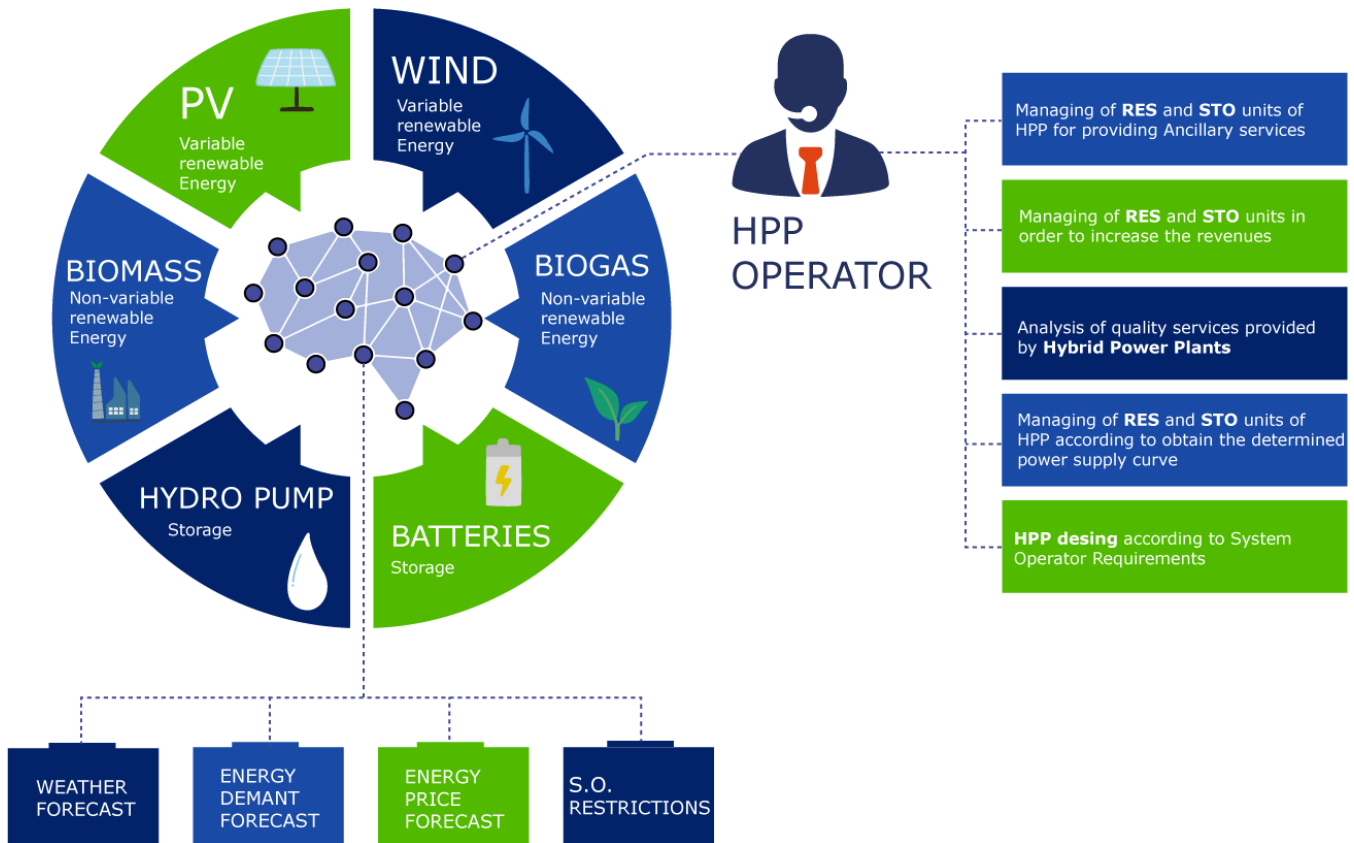 PV
Variable
renewable
Energy
WIND
Variable
renewable
Energy
BIOMASS
Non-variable
renewable
Energy
BIOGAS
Non-variable
renewable
Energy
HYDRO PUMP
Storage
BATTERIES
Storage
HPP
OPERATOR
Managing of RES and STO units of
HPP for providing Ancillary services
Managing of RES and STO units in
order to increase the revenues
Analysis of quality services provided
by Hybrid Power Plants
Managing of RES and STO units of
HPP according to obtain the determined
power supply curve
HPP desing according to System
Operator Requirements
WEATHER
FORECAST
ENERGY
DEMANT
FORECAST
ENERGY
PRICE
FORECAST
S.O.
RESTRICTIONS